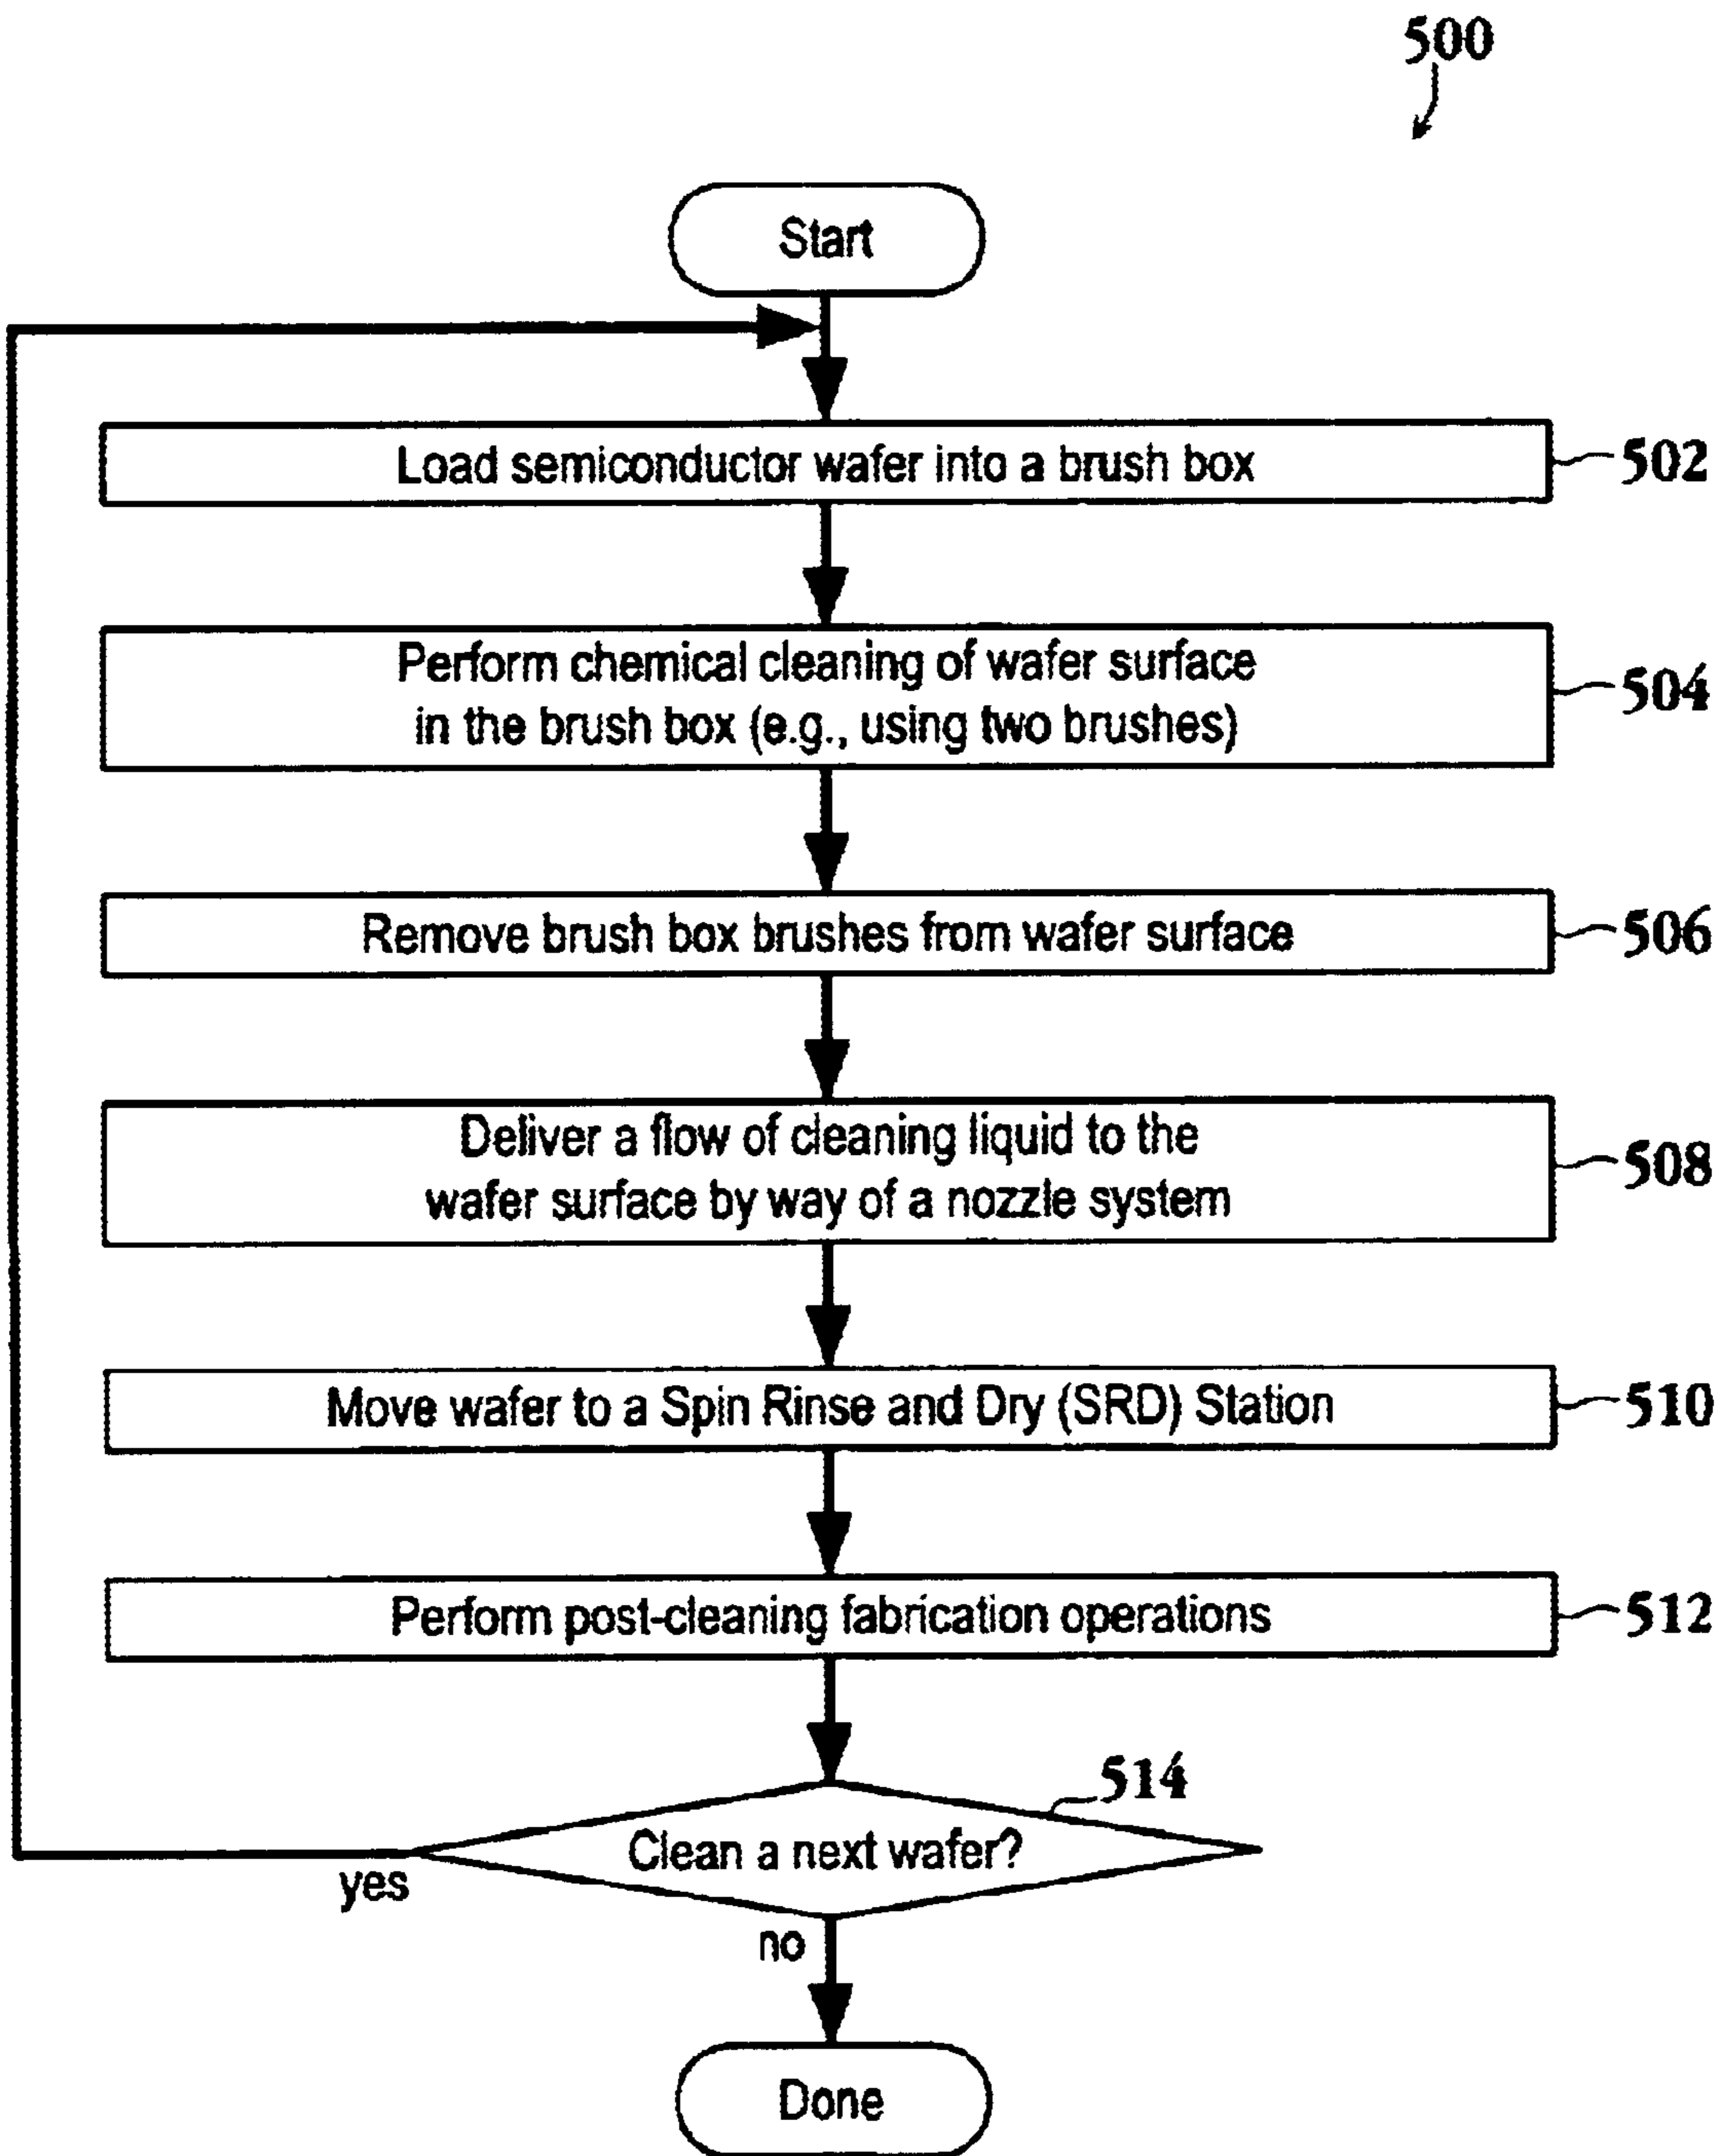 500
Start
Load semiconductor wafer into a brush box
502
Perform chemical cleaning of wafer surface
in the brush box (e.g., using two brushes)
504
Remove brush box brushes from wafer surface
506
Deliver a flow of cleaning liquid to the
wafer surface by way of a nozzle system
508
Move wafer to a Spin Rinse and Dry (SRD) Station
510
Perform post-cleaning fabrication operations
512
514
Clean a next wafer?
yes
no
Done